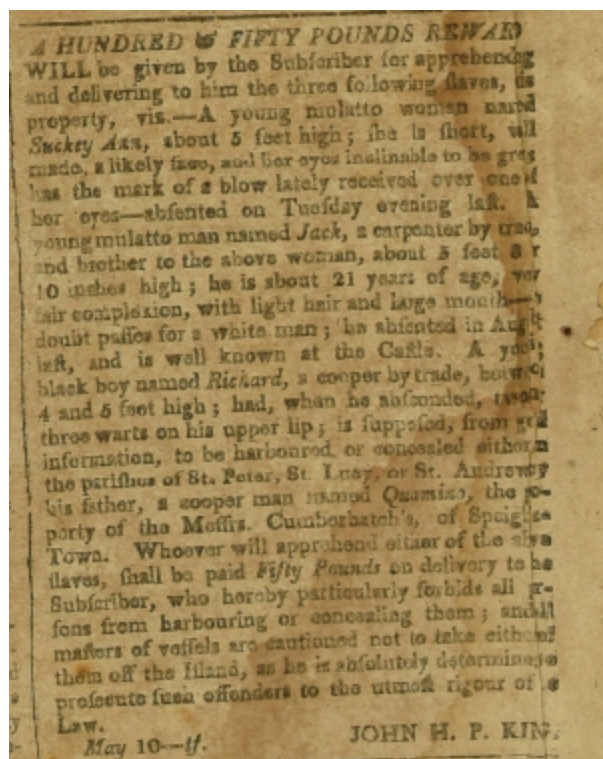 A HUNDRED & FIFTY POUNDS REWARD
WILL be given by the Subſcriber for apprehending
and delivering to him the three following ſlaves, his
property, viz.—A young mulatto woman named
Suckey Ann, about 5 feet high; ſhe is ſhort, well
made, a likely face, and her eyes inclinable to be grey
has the mark of a blow lately received over one of
her eyes—abſented on Tueſday evening laſt. A
young mulatto man named Jack, a carpenter by trade,
and brother to the above woman, about 5 feet 8 or
10 inches high; he is about 21 years of age, very
fair complexion, with light hair and large mouth—
doubt paſſes for a white man; he abſented in Auguſt
laſt, and is well known at the Caſtle. A young
black boy named Richard, a cooper by trade, between
4 and 5 feet high; had, when he abſconded,
three warts on his upper lip; is ſuppoſed, from good
information, to be harboured or concealed either in
the pariſhes of St. Peter, St. Lucy, or St. Andrew by
his father, a cooper man named Quamino, the pro-
perty of the Meſſrs. Cumberbatch's, of Speights
Town. Whoever will apprehend either of the above
ſlaves, ſhall be paid Fifty Pounds on delivery to the
Subſcriber, who hereby particularly forbids all per-
ſons from harbouring or concealing them; and all
maſters of veſſels are cautioned not to take either of
them off the Iſland, as he is abſolutely determined to
proſecute ſuch offenders to the utmoſt rigour of the
Law.
JOHN H. P. KING.
May 10—tf.